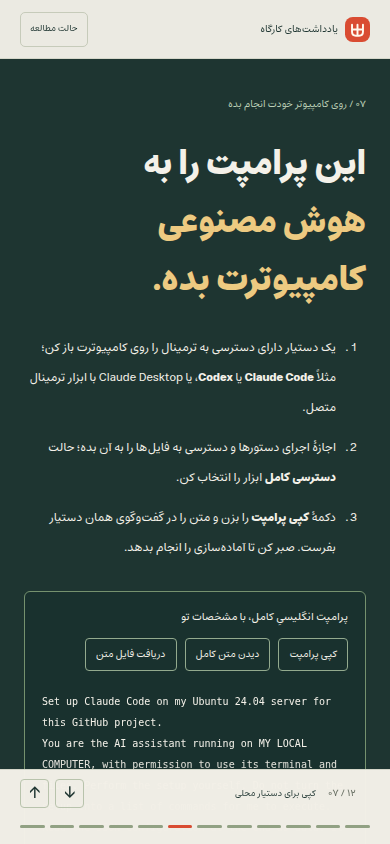 یادداشت‌های کارگاه
حالت مطالعه
۰۷ / روی کامپیوتر خودت انجام بده
این پرامپت را به
هوش مصنوعی
کامپیوترت بده.
1. یک دستیار دارای دسترسی به ترمینال را روی کامپیوترت باز کن؛
مثلاً Claude Code یا Codex، یا Claude Desktop با ابزار ترمینال
متصل.
2. اجازهٔ اجرای دستورها و دسترسی به فایل‌ها را به آن بده؛ حالت
دسترسی کامل ابزار را انتخاب کن.
3. دکمهٔ کپی پرامپت را بزن و متن را در گفت‌وگوی همان دستیار
بفرست. صبر کن تا آماده‌سازی را انجام بدهد.
پرامپت انگلیسیِ کامل، با مشخصات تو
کپی پرامپت
دیدن متن کامل
دریافت فایل متن
Set up Claude Code on my Ubuntu 24.04 server for
this GitHub project.
You are the AI assistant running on MY LOCAL
COMPUTER, with permission to use its terminal and
۰۷ / ۱۲
کپی برای دستیار محلی